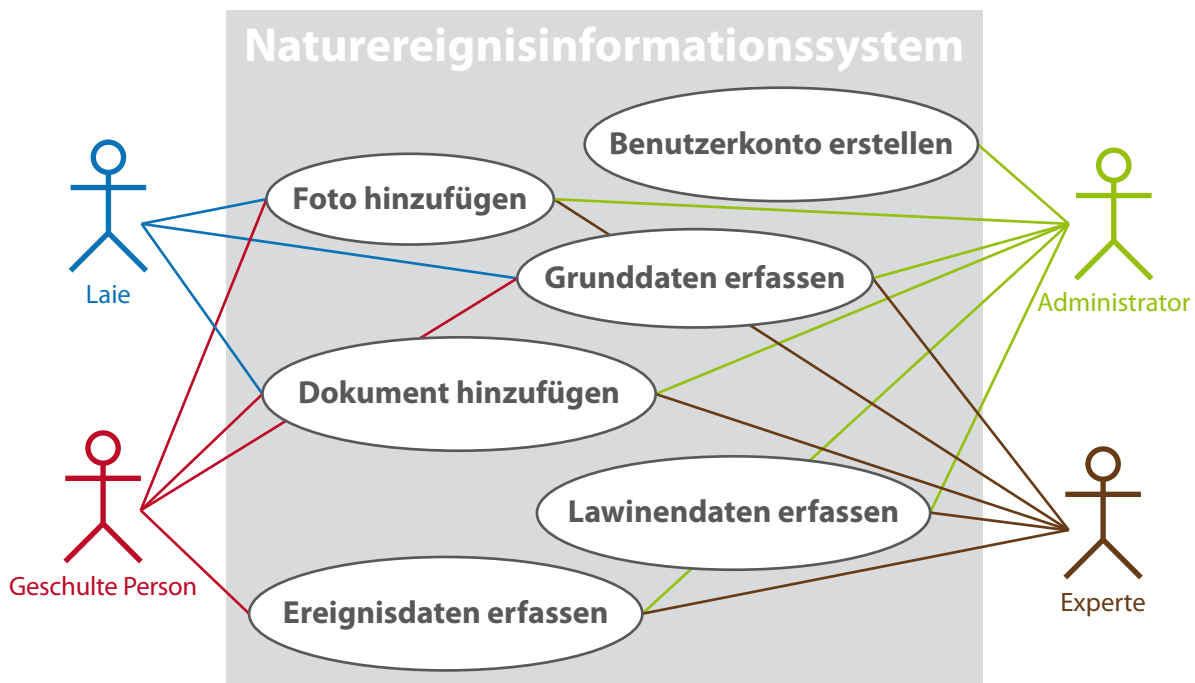 Naturereignisinformationssystem
Benutzerkonto erstellen
Foto hinzufügen
Grunddaten erfassen
Laie
Administrator
Dokument hinzufügen
Lawinendaten erfassen
Geschulte Person
Experte
Ereignisdaten erfassen